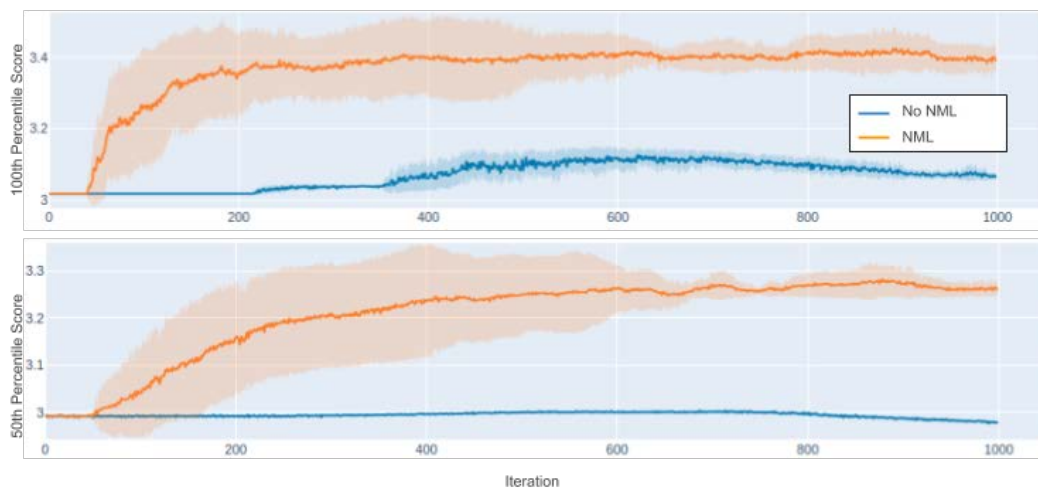 100th Percentile Score
3.4
3.2
3
0 200 400 600 800 1000
No NML
NML
50th Percentile Score
3.3
3.2
3.1
3
0 200 400 600 800 1000
Iteration